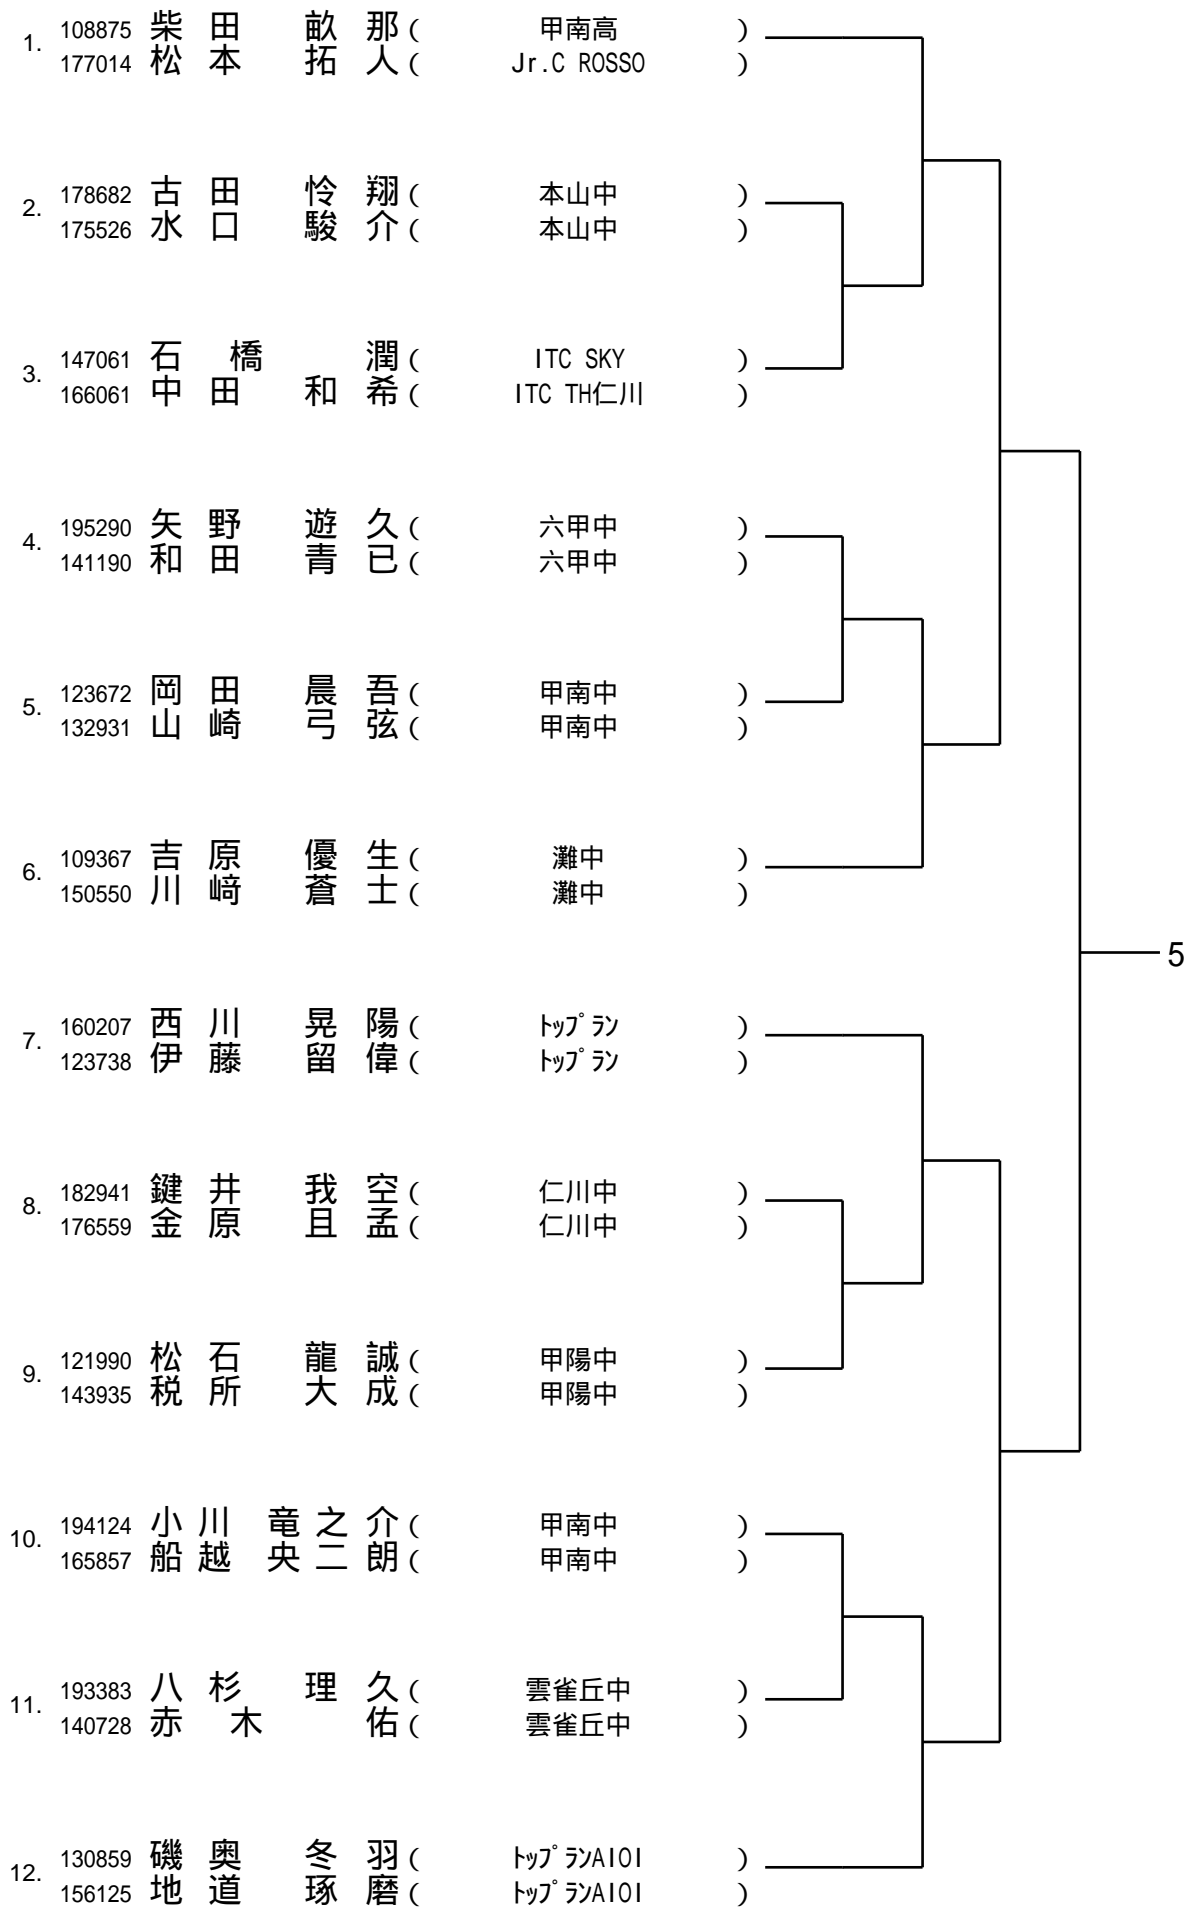 1. 108875 柴田 畝那 ( 甲南高 )
177014 松本 拓人 ( Jr.C ROSSO )
2. 178682 古田 怜翔 ( 本山中 )
175526 水口 駿介 ( 本山中 )
3. 147061 石橋 潤 ( ITC SKY )
166061 中田 和希 ( ITC TH仁川 )
4. 195290 矢野 遊久 ( 六甲中 )
141190 和田 青已 ( 六甲中 )
5. 123672 岡田 晨吾 ( 甲南中 )
132931 山崎 弓弦 ( 甲南中 )
6. 109367 吉原 優生 ( 灘中 )
150550 川﨑 蒼士 ( 灘中 )
5
7. 160207 西川 晃陽 ( ﾄｯﾌﾟﾗﾝ )
123738 伊藤 留偉 ( ﾄｯﾌﾟﾗﾝ )
8. 182941 鍵井 我空 ( 仁川中 )
176559 金原 且孟 ( 仁川中 )
9. 121990 松石 龍誠 ( 甲陽中 )
143935 税所 大成 ( 甲陽中 )
10. 194124 小川 竜之介 ( 甲南中 )
165857 船越 央二朗 ( 甲南中 )
11. 193383 八杉 理久 ( 雲雀丘中 )
140728 赤木 佑 ( 雲雀丘中 )
12. 130859 磯奥 冬羽 ( ﾄｯﾌﾟﾗﾝAIOI )
156125 地道 琢磨 ( ﾄｯﾌﾟﾗﾝAIOI )